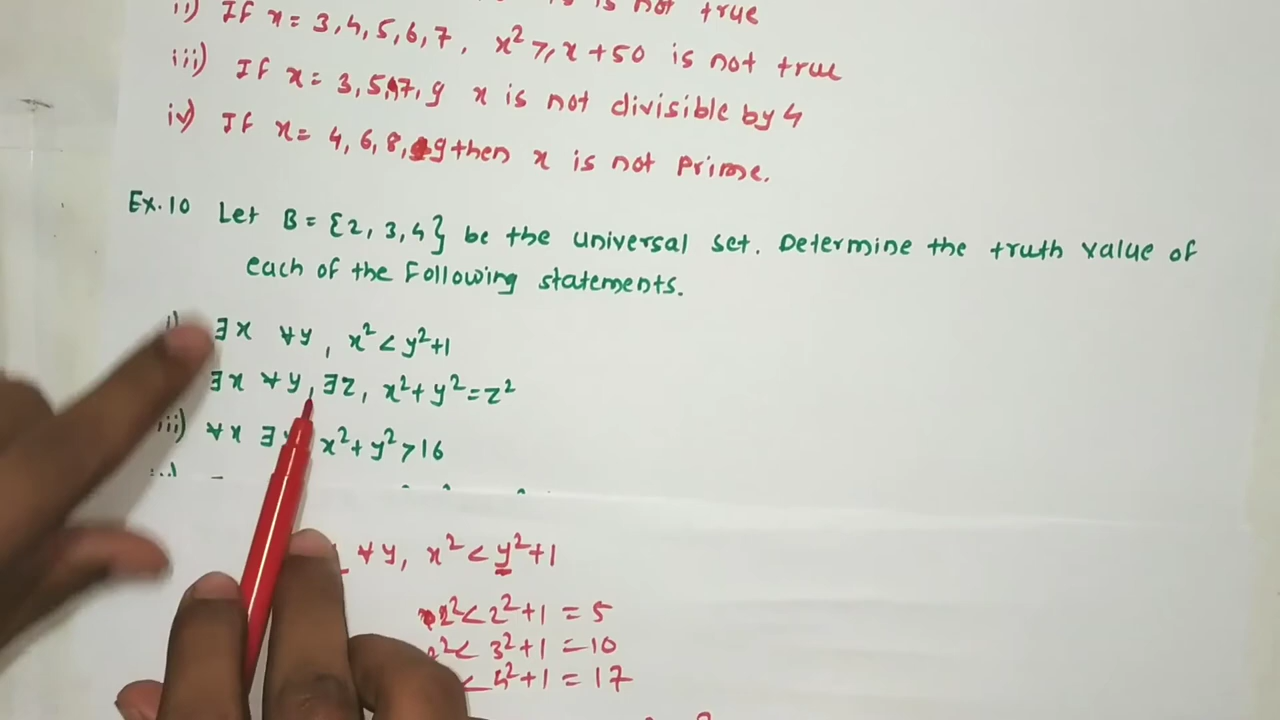 ii) If x = 3, 4, 5, 6, 7, x² ≥ x + 50 is not true
iii) If x = 3, 5, 7, 9 x is not divisible by 4
iv) If x = 4, 6, 8, 9 then x is not prime.
Ex. 10 Let B = {2, 3, 4} be the universal set. Determine the truth value of
each of the following statements.
i) ∃x ∀y, x² < y²+1
∃x ∀y, ∃z, x² + y² = z²
iii) ∀x ∃ x² + y² > 16
∀y, x² < y²+1
2² < 2²+1 = 5
2² < 3²+1 = 10
< 4²+1 = 17